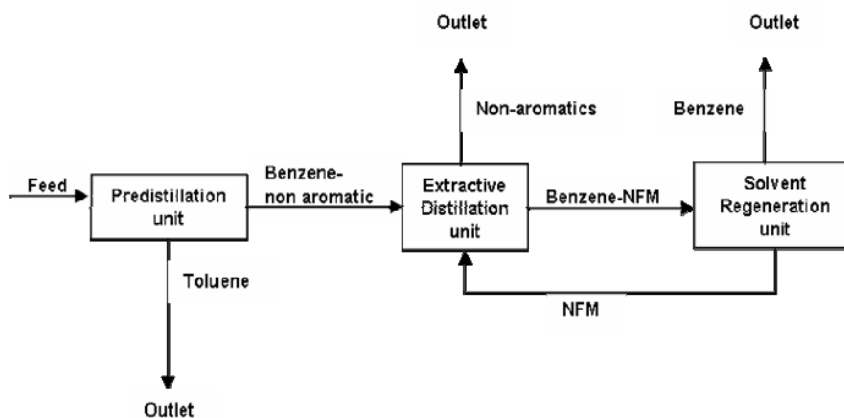 Outlet
Outlet
Non-aromatics
Benzene
Feed
Predistillation
unit
Benzene-
non aromatic
Extractive
Distillation
unit
Benzene-NFM
Solvent
Regeneration
unit
Toluene
NFM
Outlet